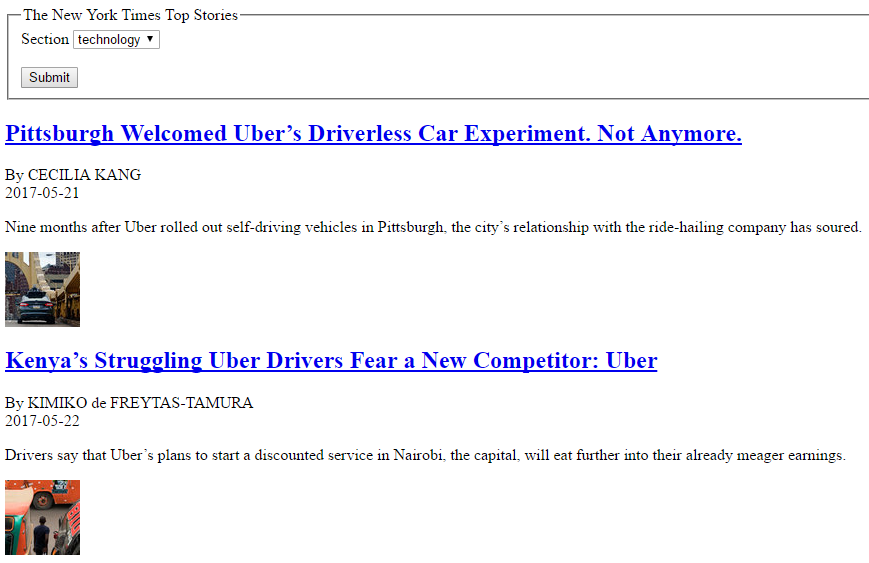 The New York Times Top Stories
Section technology
Submit
Pittsburgh Welcomed Uber’s Driverless Car Experiment. Not Anymore.
By CECILIA KANG
2017-05-21
Nine months after Uber rolled out self-driving vehicles in Pittsburgh, the city’s relationship with the ride-hailing company has soured.
Kenya’s Struggling Uber Drivers Fear a New Competitor: Uber
By KIMIKO de FREYTAS-TAMURA
2017-05-22
Drivers say that Uber’s plans to start a discounted service in Nairobi, the capital, will eat further into their already meager earnings.